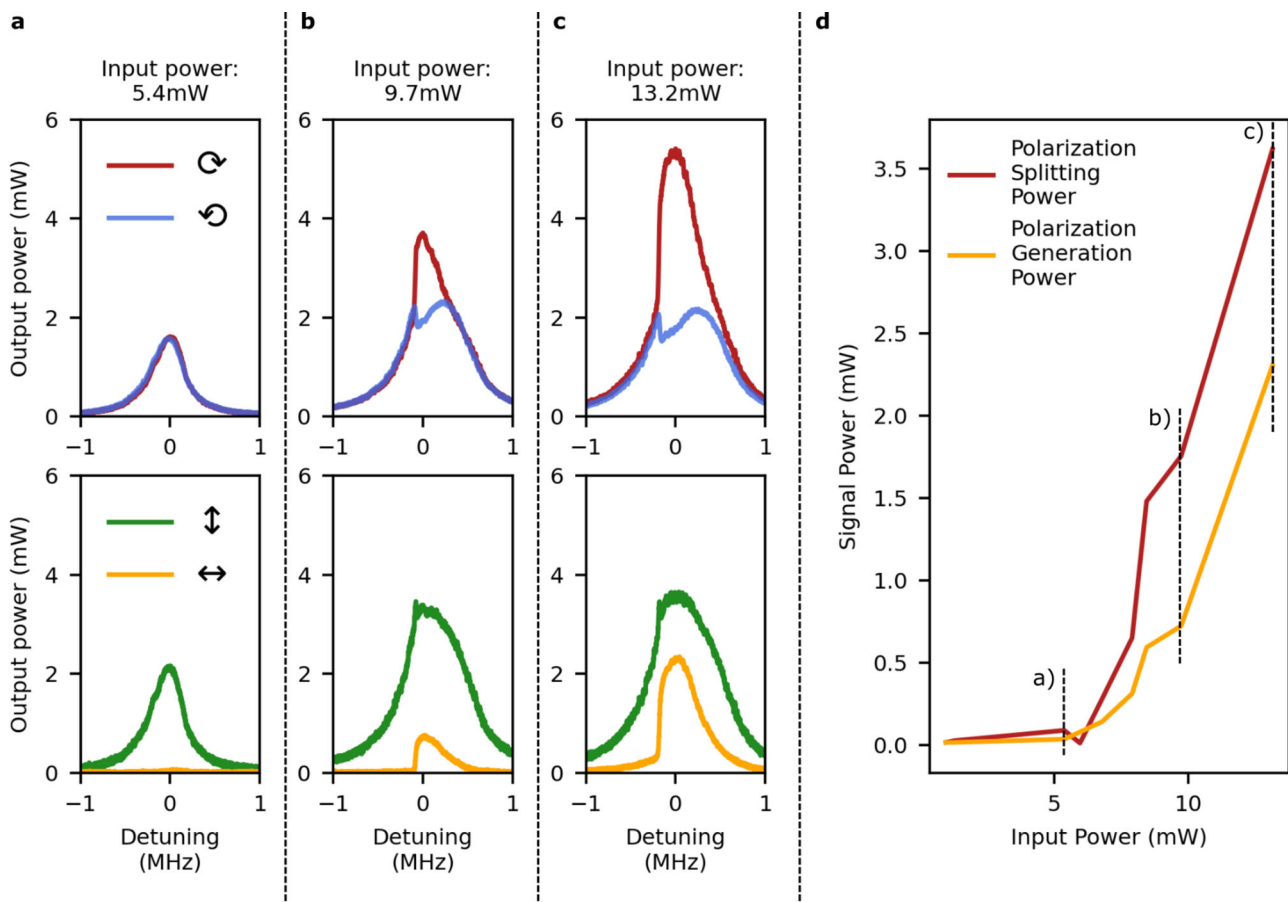 a
b
c
d
Input power:
5.4mW
Input power:
9.7mW
Input power:
13.2mW
Output power (mW)
6
4
2
0
−1
0
1
⟳
⟲
6
4
2
0
−1
0
1
6
4
2
0
−1
0
1
Output power (mW)
6
4
2
0
−1
0
1
↕
↔
Detuning
(MHz)
6
4
2
0
−1
0
1
Detuning
(MHz)
6
4
2
0
−1
0
1
Detuning
(MHz)
Signal Power (mW)
3.5
3.0
2.5
2.0
1.5
1.0
0.5
0.0
Polarization
Splitting
Power
Polarization
Generation
Power
a)
b)
c)
5
10
Input Power (mW)